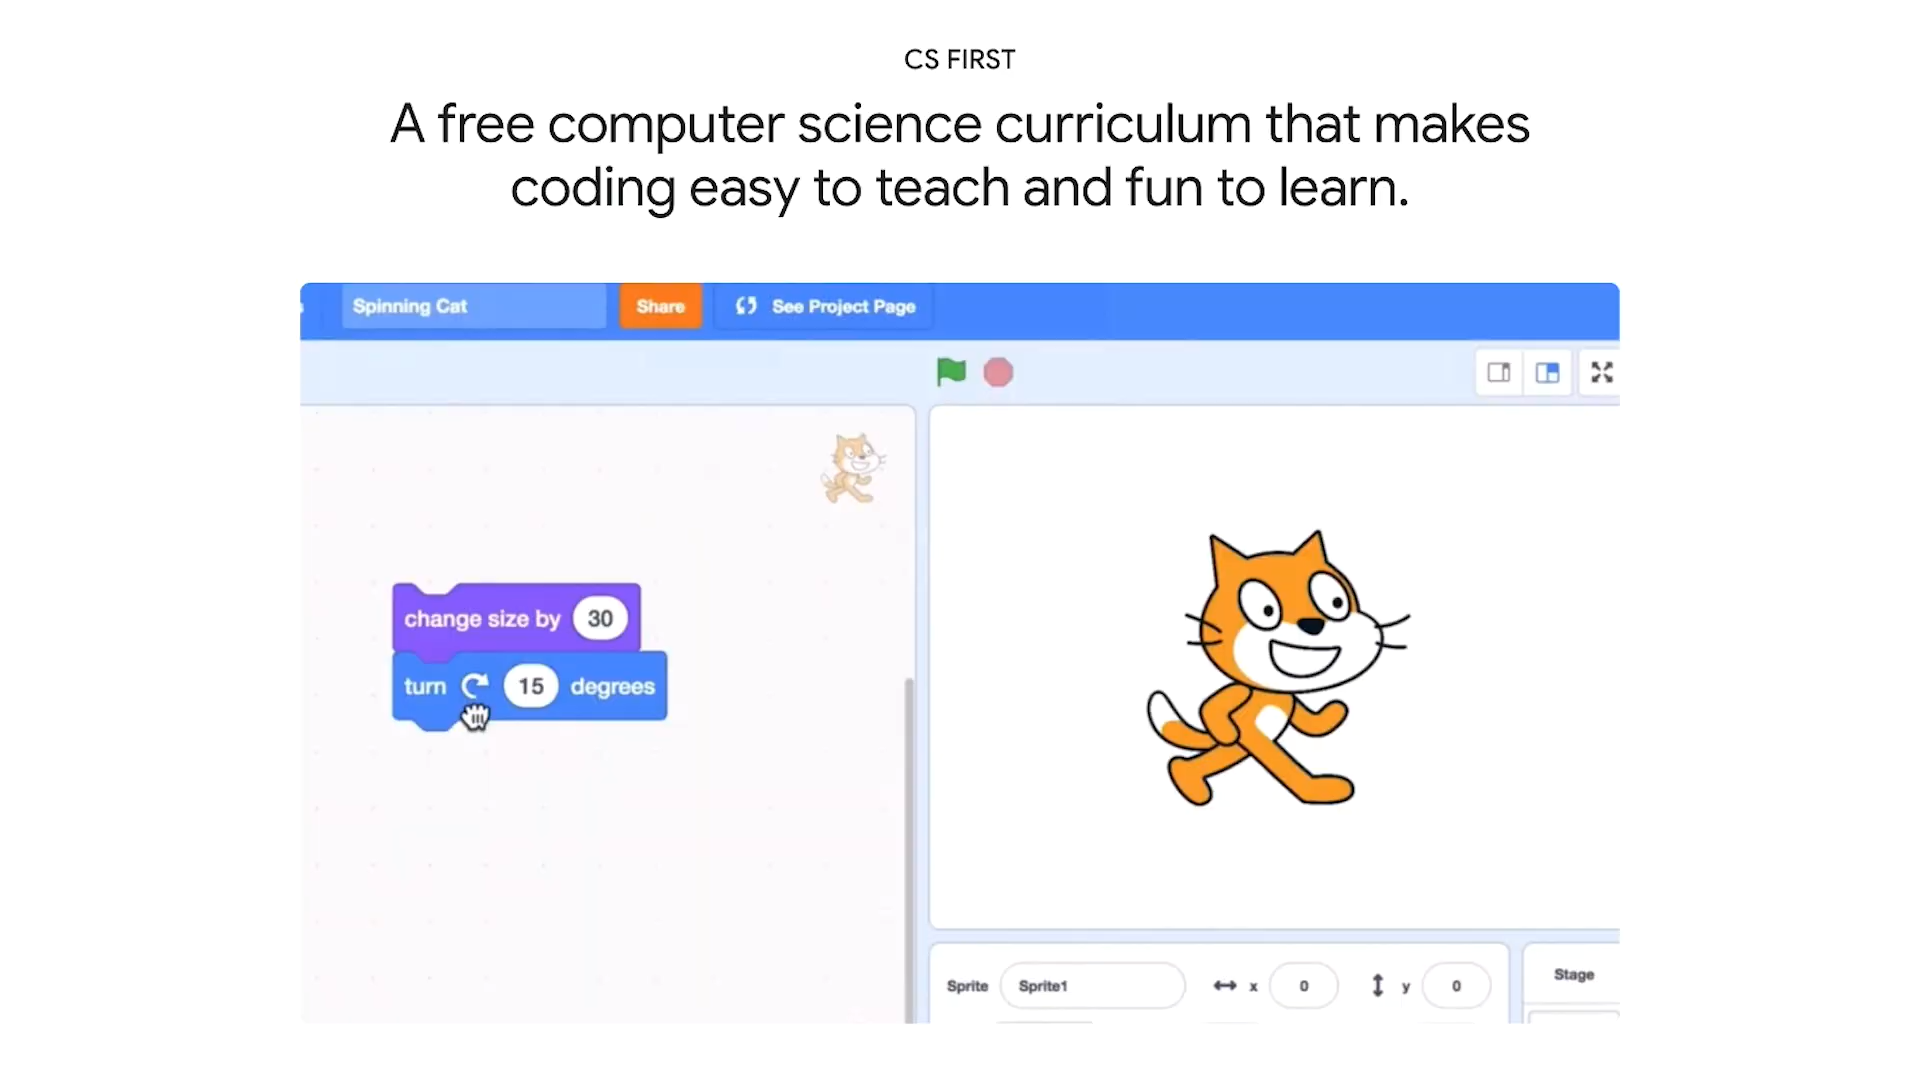 CS FIRST
A free computer science curriculum that makes
coding easy to teach and fun to learn.
Spinning Cat
Share
See Project Page
change size by 30
turn 15 degrees
Sprite Sprite1 x 0 y 0
Stage